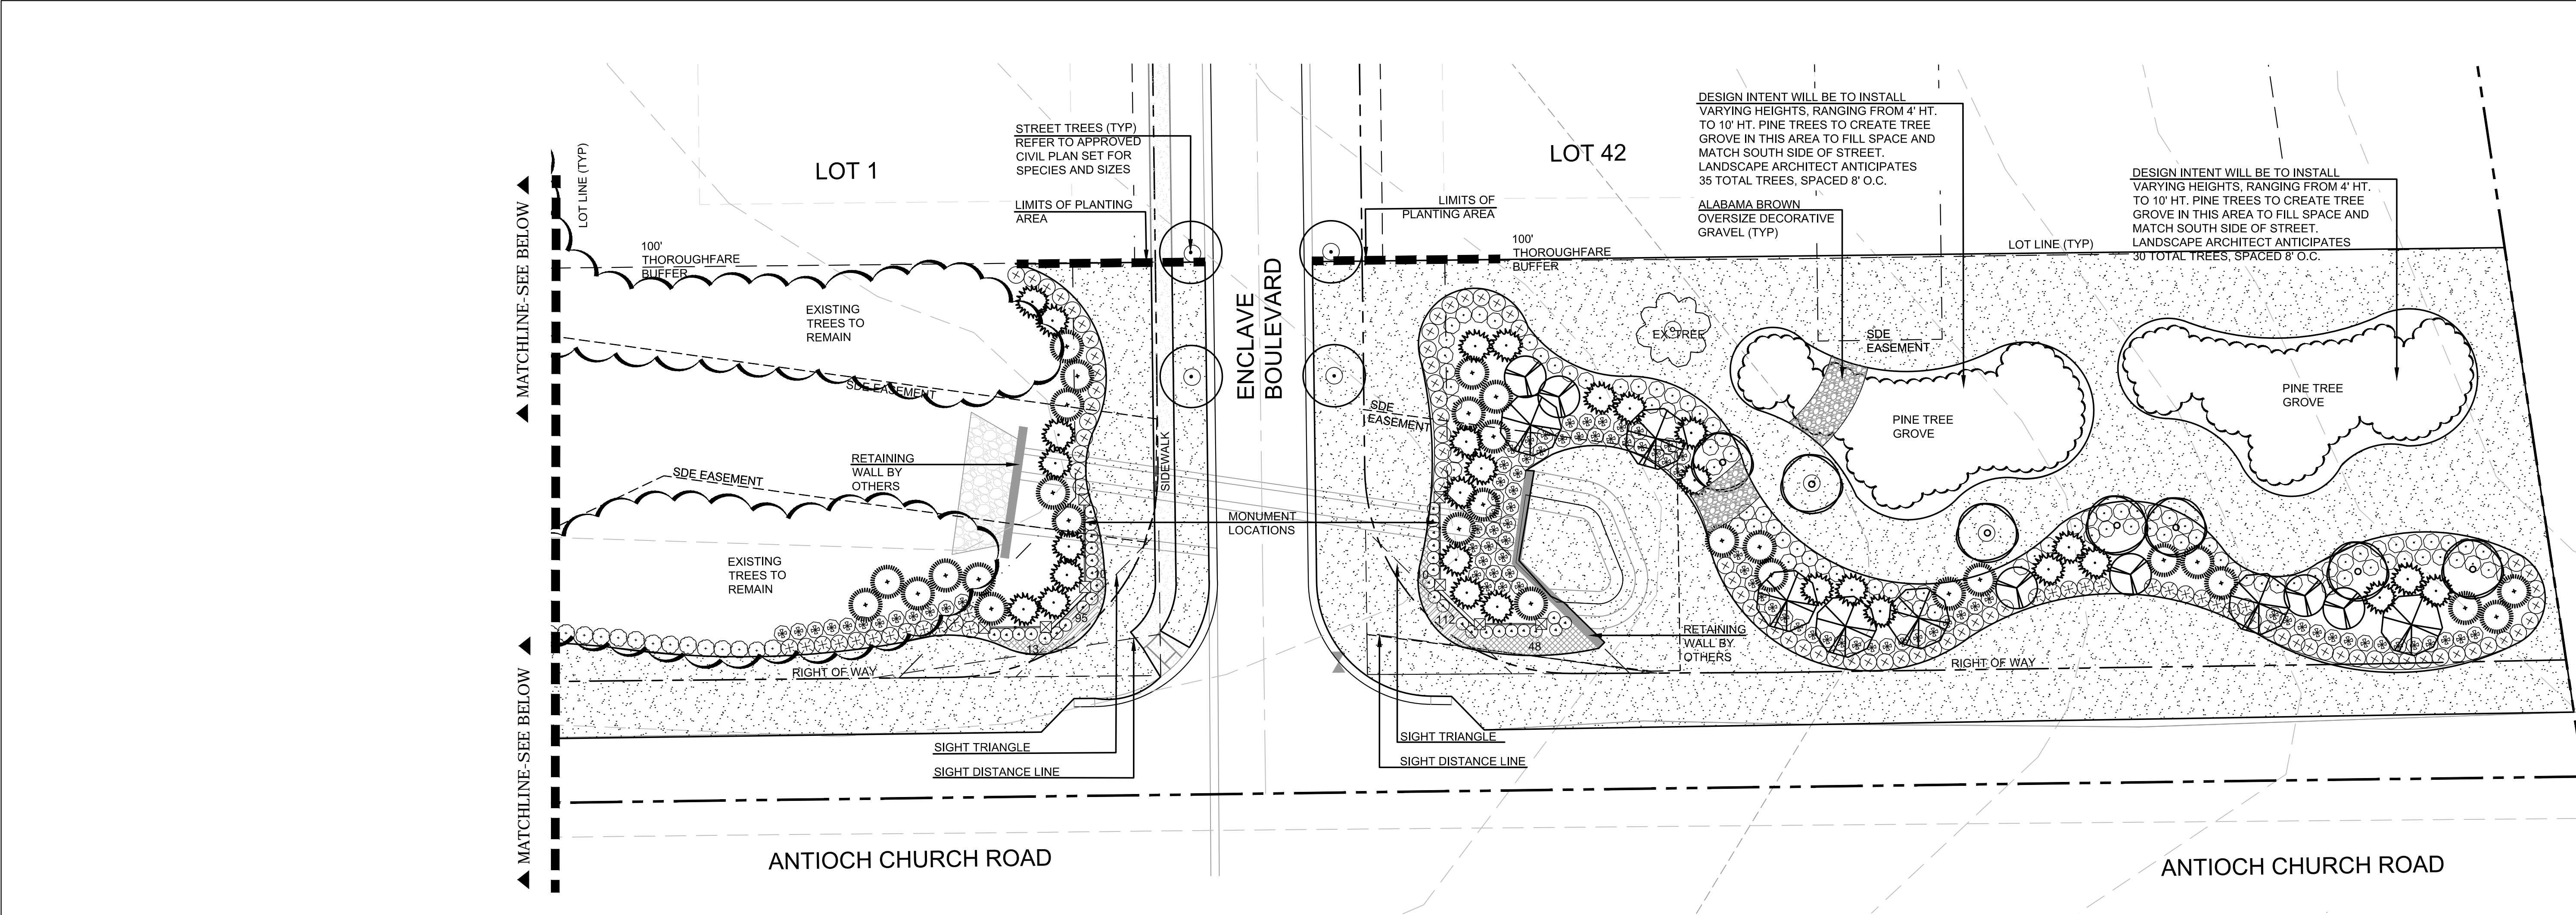 ▲ MATCHLINE-SEE BELOW ▲
▲ MATCHLINE-SEE BELOW ▲
LOT LINE (TYP)
LOT 1
100'
THOROUGHFARE
BUFFER
EXISTING
TREES TO
REMAIN
SDE EASEMENT
SDE EASEMENT
EXISTING
TREES TO
REMAIN
RETAINING
WALL BY
OTHERS
STREET TREES (TYP)
REFER TO APPROVED
CIVIL PLAN SET FOR
SPECIES AND SIZES
LIMITS OF PLANTING
AREA
SIDEWALK
10
95
13
RIGHT OF WAY
SIGHT TRIANGLE
SIGHT DISTANCE LINE
ANTIOCH CHURCH ROAD
ENCLAVE
BOULEVARD
MONUMENT
LOCATIONS
LOT 42
LIMITS OF
PLANTING AREA
100'
THOROUGHFARE
BUFFER
SDE
EASEMENT
EX. TREE
112
48
RETAINING
WALL BY
OTHERS
SIGHT TRIANGLE
SIGHT DISTANCE LINE
DESIGN INTENT WILL BE TO INSTALL
VARYING HEIGHTS, RANGING FROM 4' HT.
TO 10' HT. PINE TREES TO CREATE TREE
GROVE IN THIS AREA TO FILL SPACE AND
MATCH SOUTH SIDE OF STREET.
LANDSCAPE ARCHITECT ANTICIPATES
35 TOTAL TREES, SPACED 8' O.C.
ALABAMA BROWN
OVERSIZE DECORATIVE
GRAVEL (TYP)
SDE
EASEMENT
PINE TREE
GROVE
LOT LINE (TYP)
DESIGN INTENT WILL BE TO INSTALL
VARYING HEIGHTS, RANGING FROM 4' HT.
TO 10' HT. PINE TREES TO CREATE TREE
GROVE IN THIS AREA TO FILL SPACE AND
MATCH SOUTH SIDE OF STREET.
LANDSCAPE ARCHITECT ANTICIPATES
30 TOTAL TREES, SPACED 8' O.C.
PINE TREE
GROVE
RIGHT OF WAY
ANTIOCH CHURCH ROAD